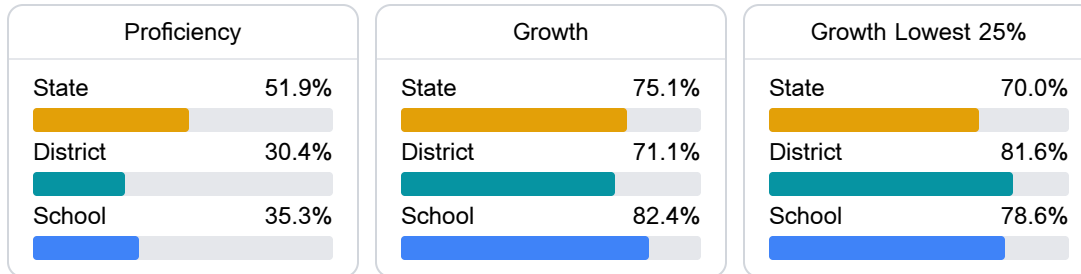 Proficiency
State 51.9%
District 30.4%
School 35.3%
Growth
State 75.1%
District 71.1%
School 82.4%
Growth Lowest 25%
State 70.0%
District 81.6%
School 78.6%